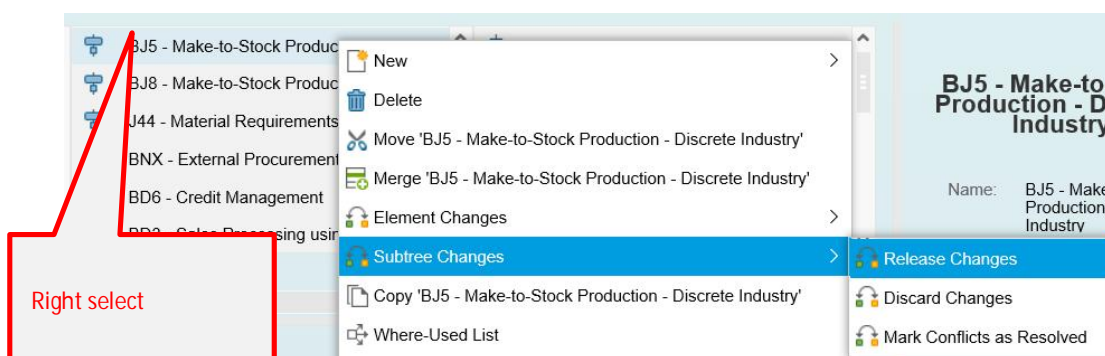 BJ5 - Make-to-Stock Produc
BJ8 - Make-to-Stock Produc
J44 - Material Requirements
BNX - External Procurement
BD6 - Credit Management
Sales Processing usin
Right select
New
Delete
Move 'BJ5 - Make-to-Stock Production - Discrete Industry'
Merge 'BJ5 - Make-to-Stock Production - Discrete Industry'
Element Changes
Subtree Changes
Copy 'BJ5 - Make-to-Stock Production - Discrete Industry'
Where-Used List
Release Changes
Discard Changes
Mark Conflicts as Resolved
BJ5 - Make-to
Production - D
Industry
Name: BJ5 - Make
Production
Industry